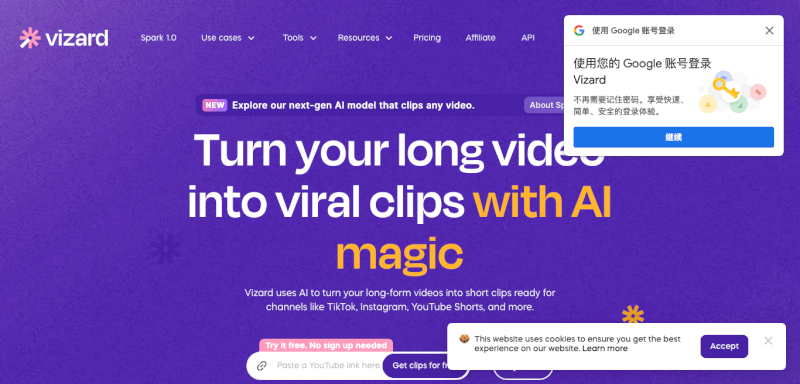 vizard
Spark 1.0
Use cases
Tools
Resources
Pricing
Affiliate
API
使用 Google 账号登录
使用您的 Google 账号登录
Vizard
不再需要记住密码。享受快速、
简单、安全的登录体验。
继续
NEW Explore our next-gen AI model that clips any video.
About Sp
Turn your long video
into viral clips with AI
magic
Vizard uses AI to turn your long-form videos into short clips ready for
channels like TikTok, Instagram, YouTube Shorts, and more.
Try it free. No sign up needed
Paste a YouTube link here
Get clips for fr
This website uses cookies to ensure you get the best
experience on our website. Learn more
Accept